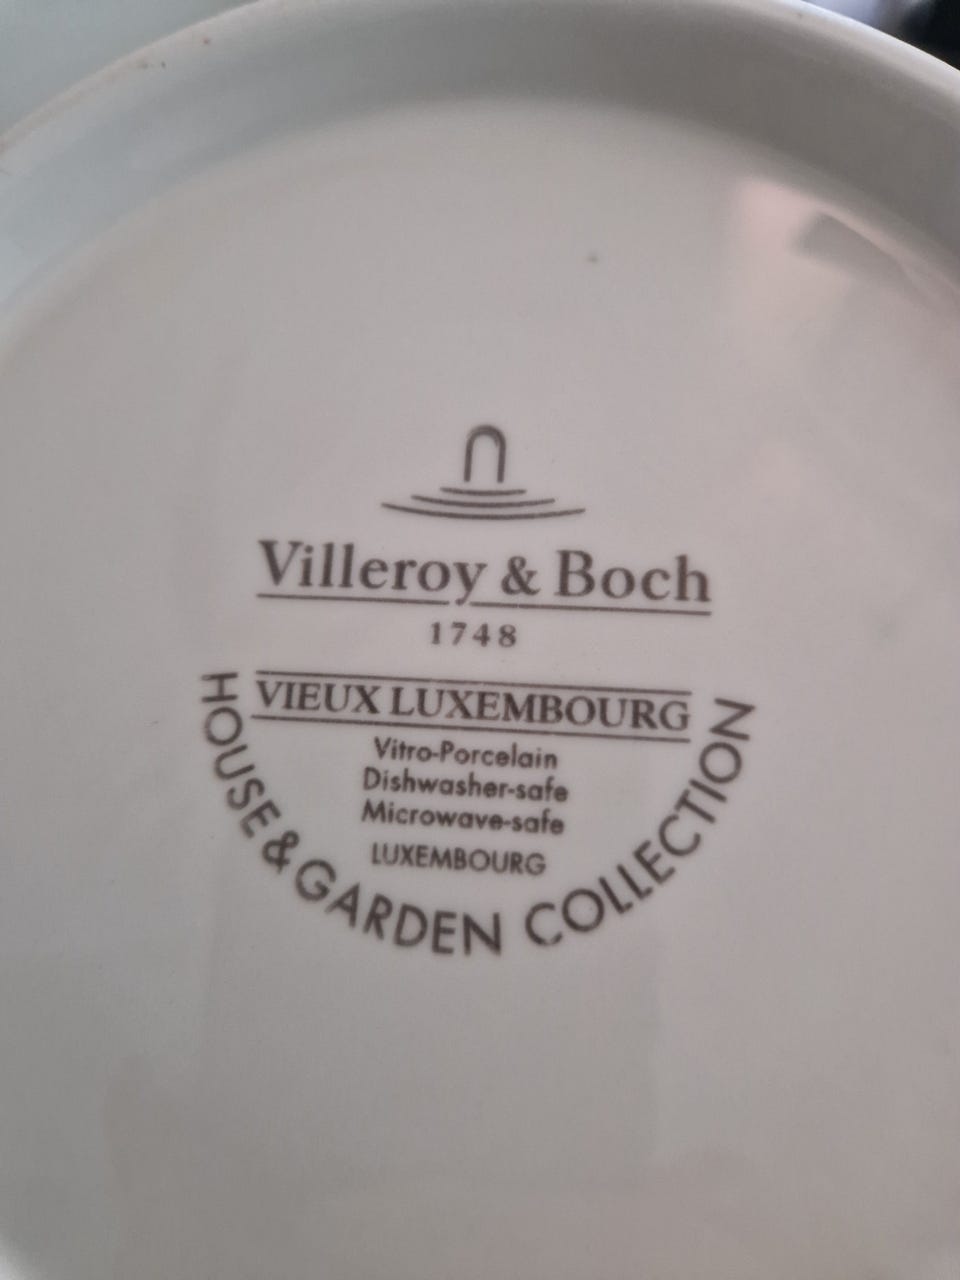 Villeroy & Boch
1748
VIEUX LUXEMBOURG
Vitro-Porcelain
Dishwasher-safe
Microwave-safe
LUXEMBOURG
HOUSE & GARDEN COLLECTION